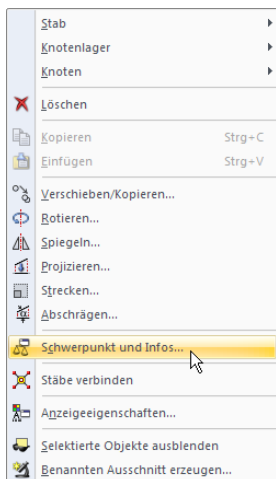 Stab
Knotenlager
Knoten
Löschen
Kopieren Strg+C
Einfügen Strg+V
Verschieben/Kopieren...
Rotieren...
Spiegeln...
Projizieren...
Strecken...
Abschrägen...
Schwerpunkt und Infos...
Stäbe verbinden
Anzeigeeigenschaften...
Selektierte Objekte ausblenden
Benannten Ausschnitt erzeugen...